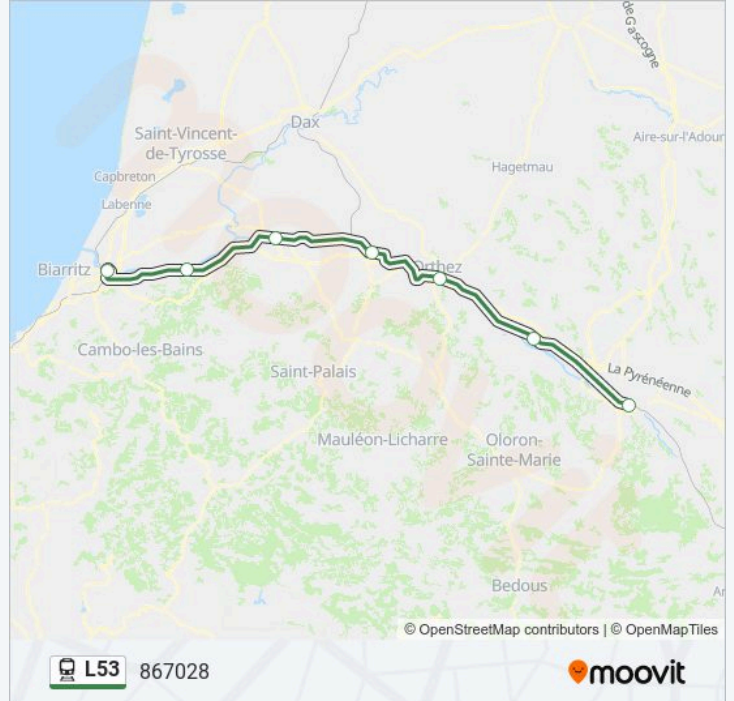 de Gascogne
Dax
Aire-sur-l'Adour
Saint-Vincent-
de-Tyrosse
Hagetmau
Capbreton
Labenne
Biarritz
Orthez
Cambo-les-Bains
La Pyrénéenne
Saint-Palais
Mauléon-Licharre
Oloron-
Sainte-Marie
Bedous
Ar
© OpenStreetMap contributors | © OpenMapTiles
L53 867028
moovit